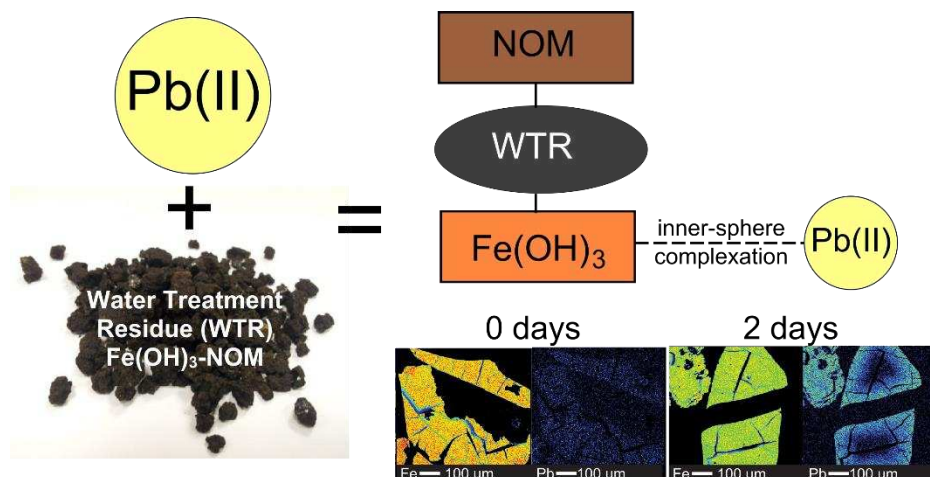 Pb(II)
+
Water Treatment
Residue (WTR)
Fe(OH)₃-NOM
=
NOM
WTR
Fe(OH)₃
inner-sphere
complexation
Pb(II)
0 days
2 days
Fe 100 um
Pb 100 um
Fe 100 um
Pb 100 um